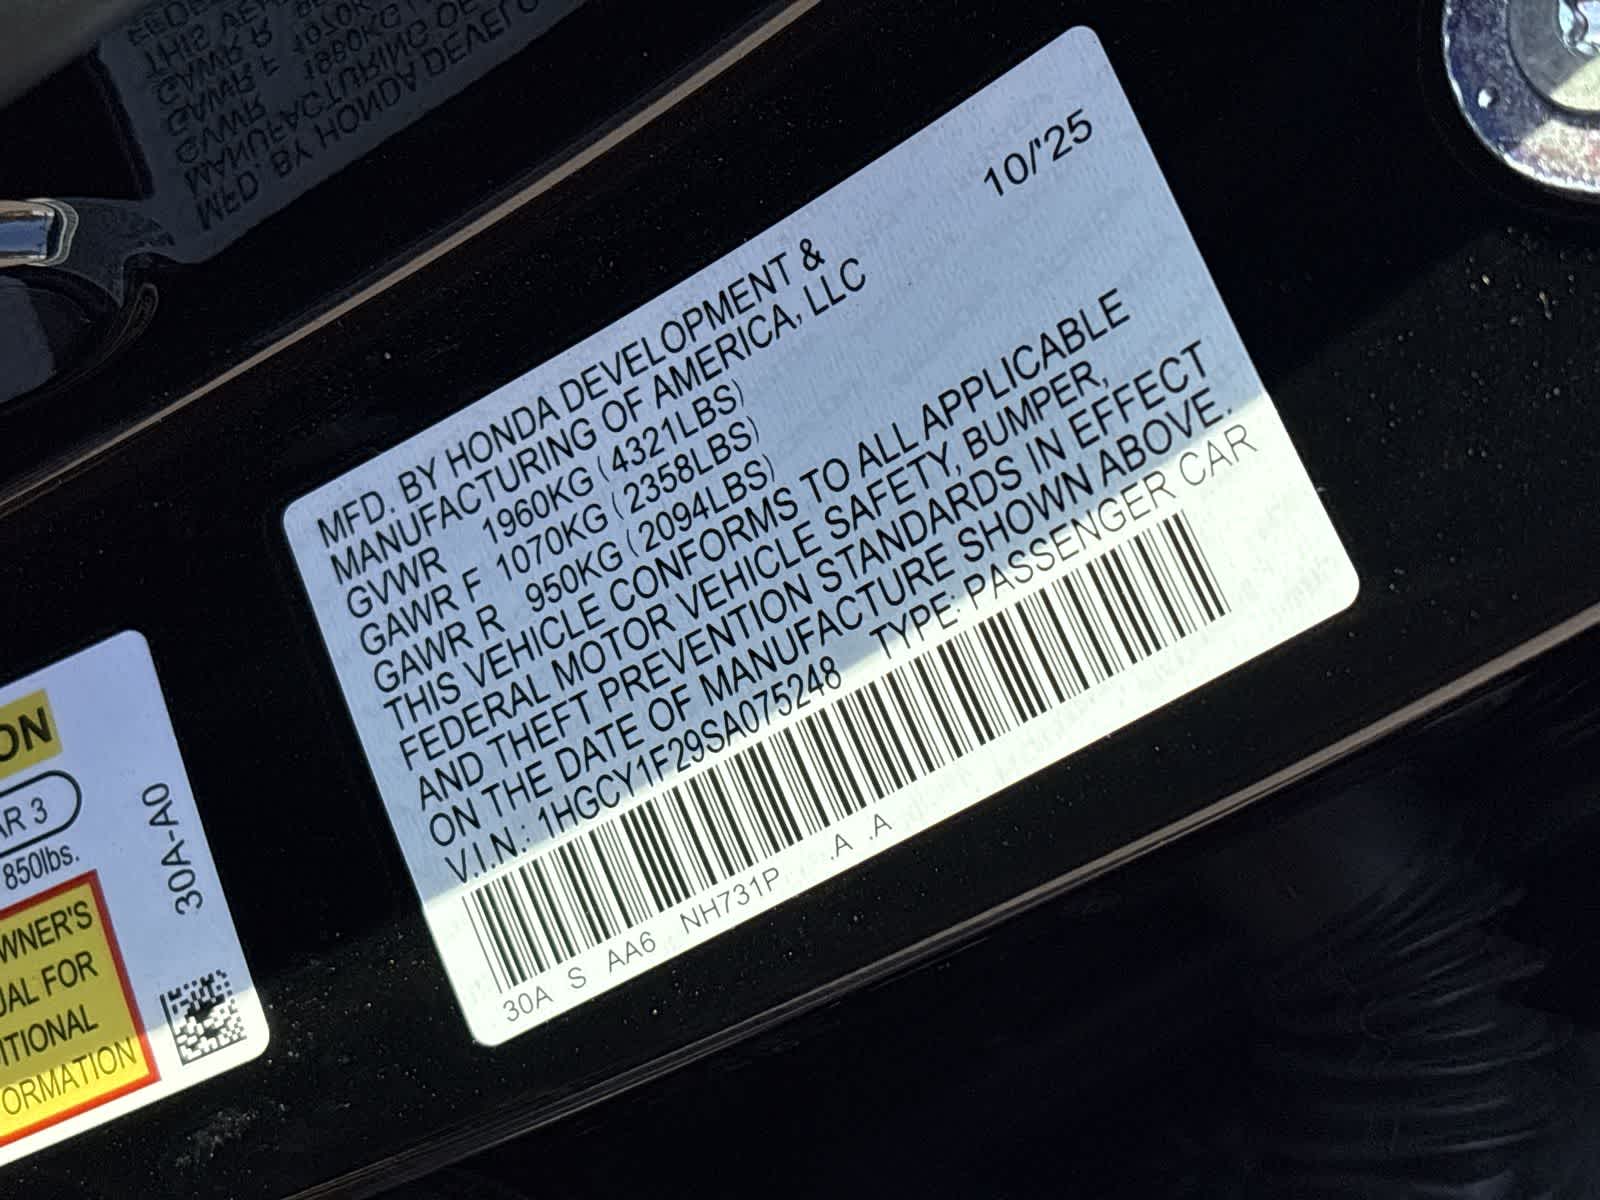 10/'25
MFD. BY HONDA DEVELOPMENT &
MANUFACTURING OF AMERICA, LLC
GVWR 1960KG (4321LBS)
GAWR F 1070KG (2358LBS)
GAWR R 950KG (2094LBS)
THIS VEHICLE CONFORMS TO ALL APPLICABLE
FEDERAL MOTOR VEHICLE SAFETY, BUMPER,
AND THEFT PREVENTION STANDARDS IN EFFECT
ON THE DATE OF MANUFACTURE SHOWN ABOVE.
V.I.N.: 1HGCY1F29SA075248 TYPE: PASSENGER CAR
30A S AA6 NH731P .A .A
ON
AR 3
850lbs.
WNER'S
UAL FOR
ITIONAL
ORMATION
30A-A0